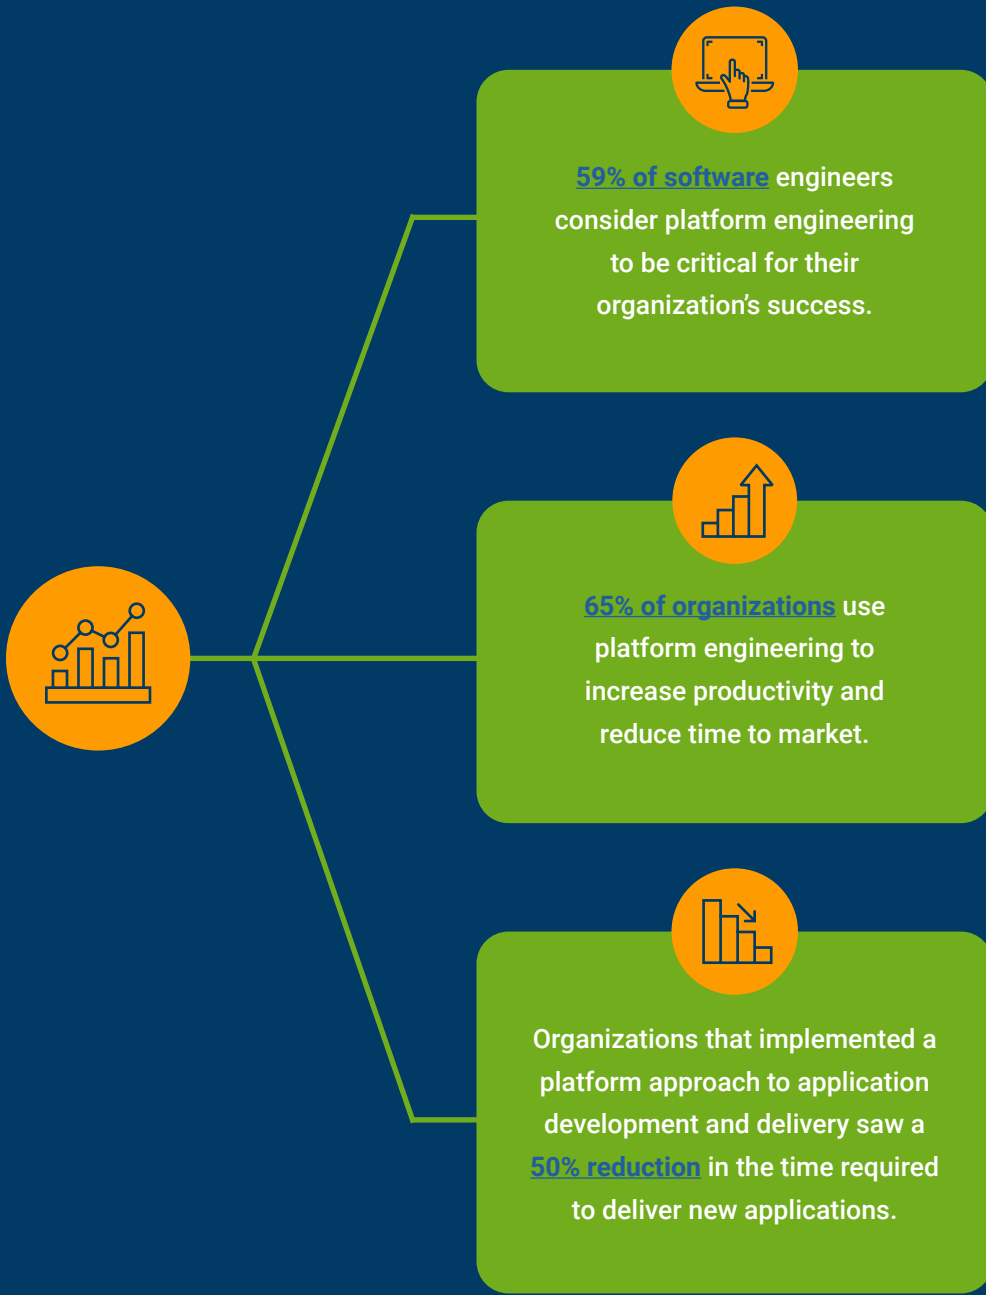 59% of software engineers
consider platform engineering
to be critical for their
organization’s success.
65% of organizations use
platform engineering to
increase productivity and
reduce time to market.
Organizations that implemented a
platform approach to application
development and delivery saw a
50% reduction in the time required
to deliver new applications.